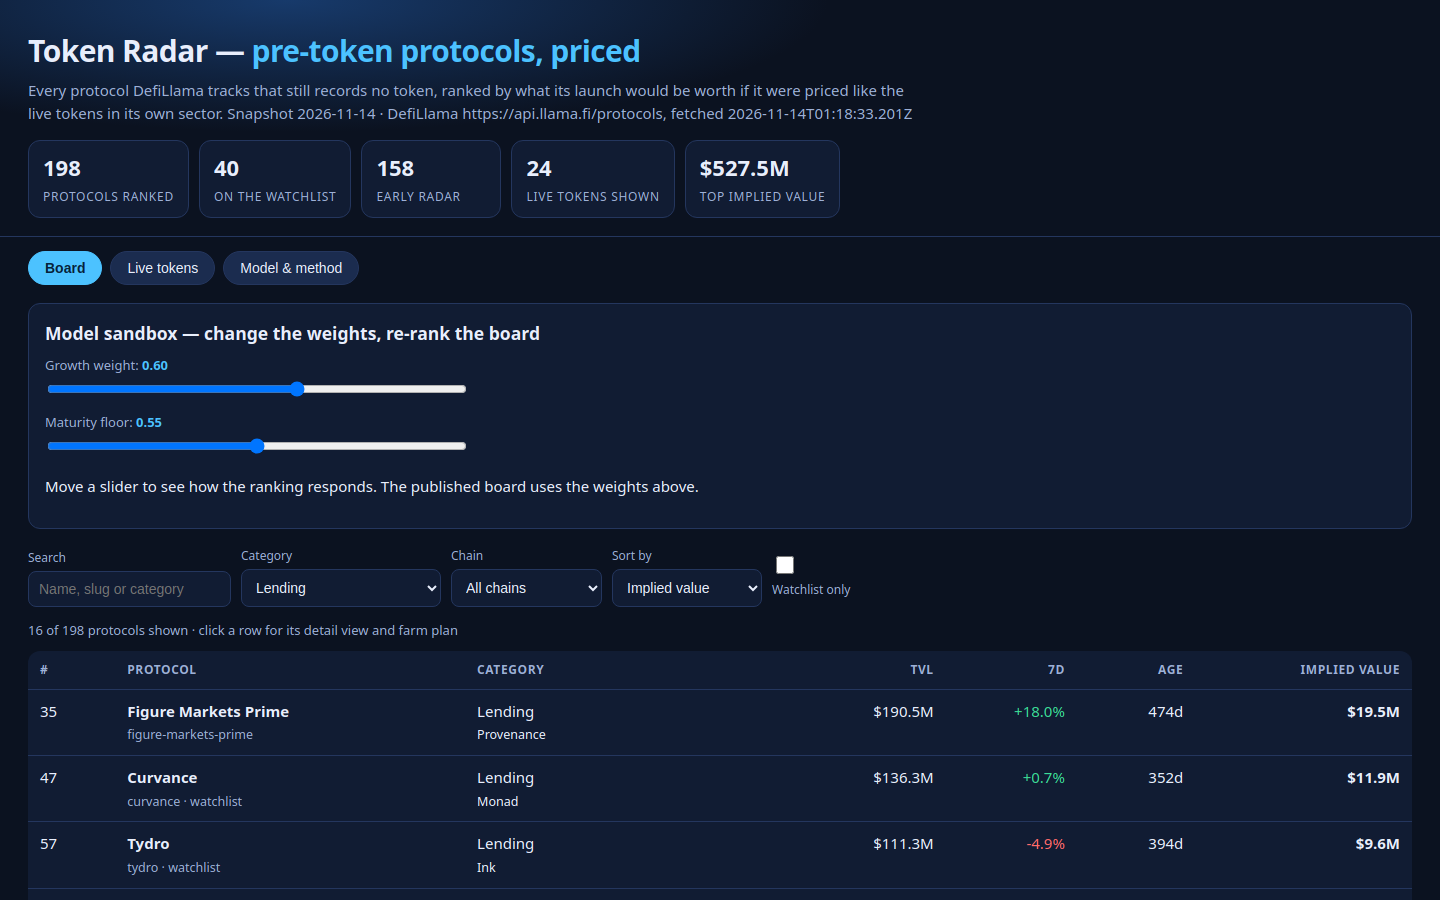 Token Radar — pre-token protocols, priced
Every protocol DefiLlama tracks that still records no token, ranked by what its launch would be worth if it were priced like the
live tokens in its own sector. Snapshot 2026-11-14 · DefiLlama https://api.llama.fi/protocols, fetched 2026-11-14T01:18:33.201Z
198
PROTOCOLS RANKED
40
ON THE WATCHLIST
158
EARLY RADAR
24
LIVE TOKENS SHOWN
$527.5M
TOP IMPLIED VALUE
Board
Live tokens
Model & method
Model sandbox — change the weights, re-rank the board
Growth weight: 0.60
Maturity floor: 0.55
Move a slider to see how the ranking responds. The published board uses the weights above.
Search
Name, slug or category
Category
Lending
Chain
All chains
Sort by
Implied value
Watchlist only
16 of 198 protocols shown · click a row for its detail view and farm plan
# PROTOCOL CATEGORY TVL 7D AGE IMPLIED VALUE
35 Figure Markets Prime Lending $190.5M +18.0% 474d $19.5M
figure-markets-prime Provenance
47 Curvance Lending $136.3M +0.7% 352d $11.9M
curvance · watchlist Monad
57 Tydro Lending $111.3M -4.9% 394d $9.6M
tydro · watchlist Ink